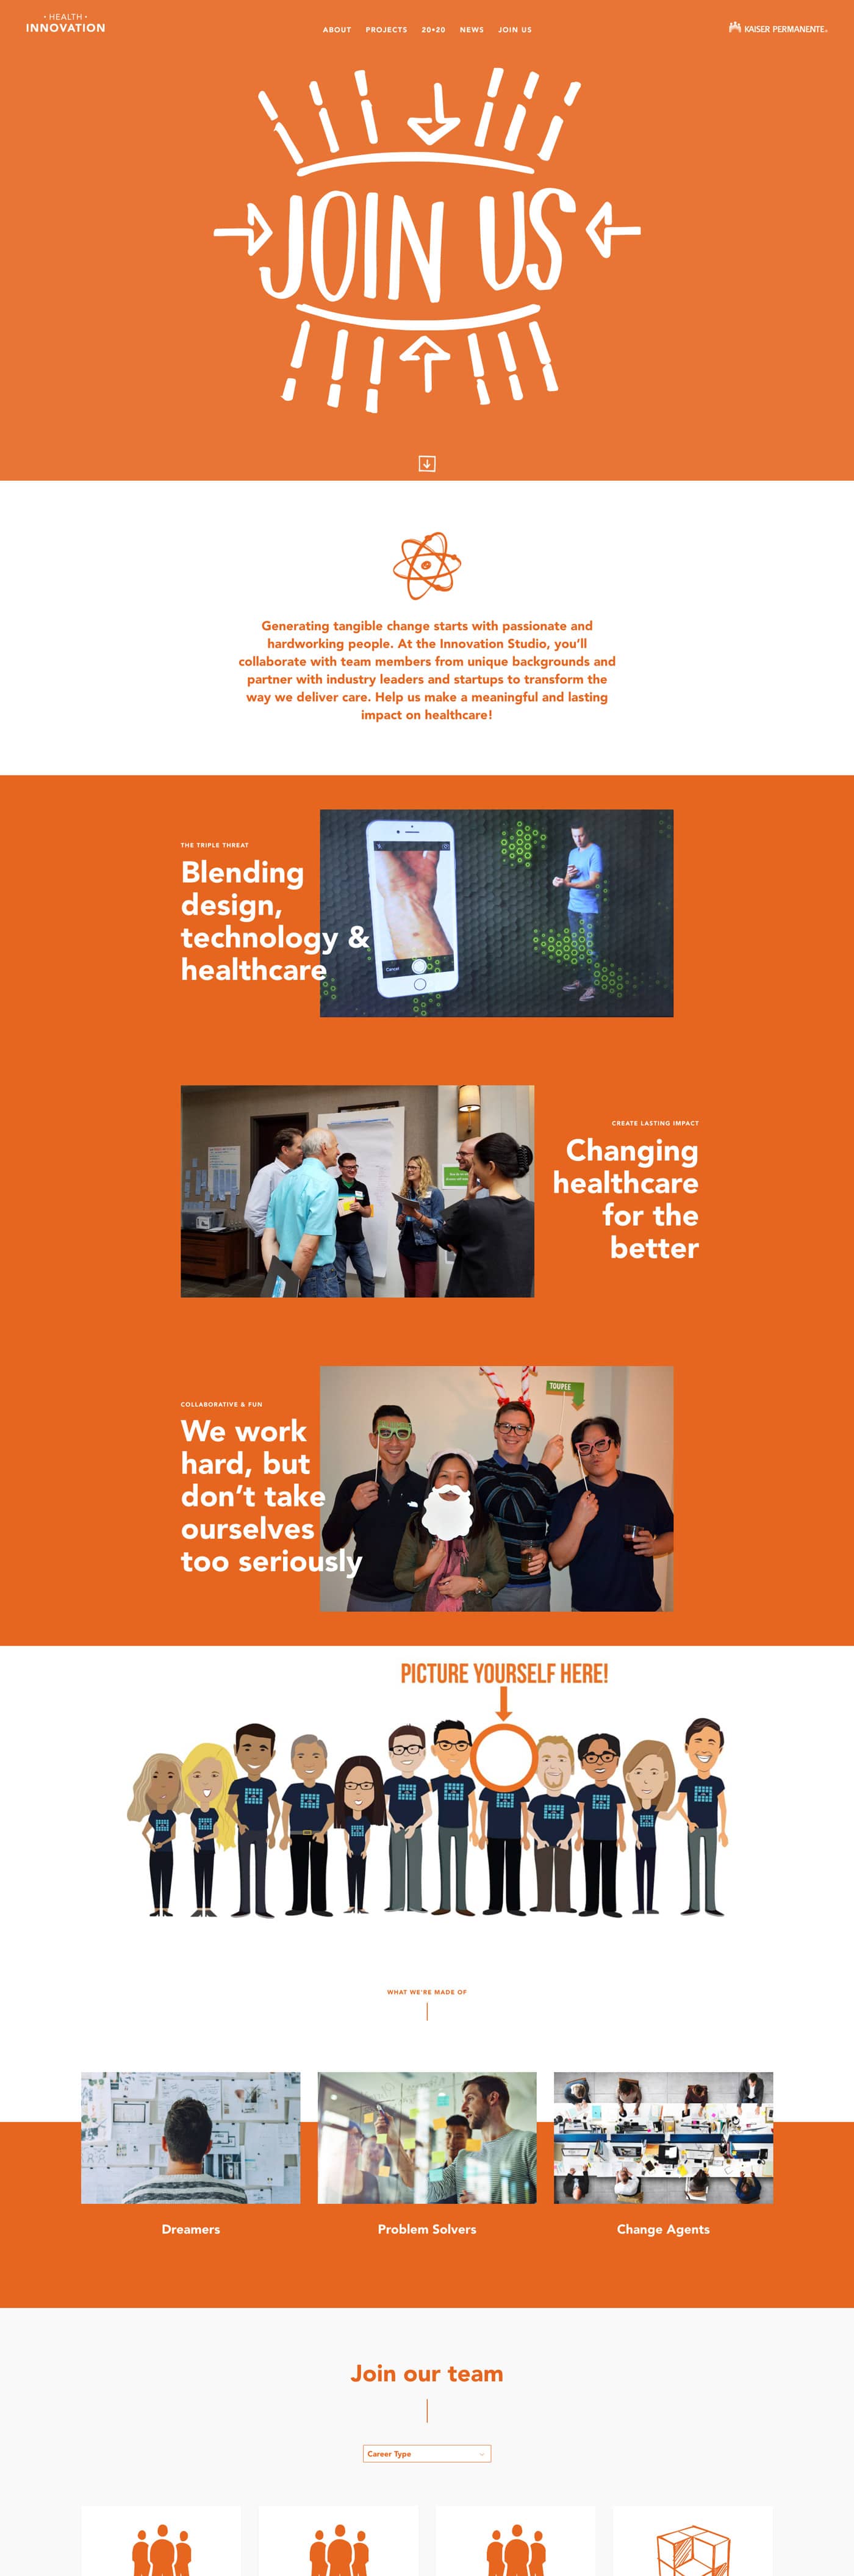 • HEALTH •
INNOVATION
ABOUT PROJECTS 20•20 NEWS JOIN US
KAISER PERMANENTE®
JOIN US
Generating tangible change starts with passionate and
hardworking people. At the Innovation Studio, you’ll
collaborate with team members from unique backgrounds and
partner with industry leaders and startups to transform the
way we deliver care. Help us make a meaningful and lasting
impact on healthcare!
THE TRIPLE THREAT
Blending
design,
technology &
healthcare
Cancel
CREATE LASTING IMPACT
Changing
healthcare
for the
better
COLLABORATIVE & FUN
We work
hard, but
don’t take
ourselves
too seriously
TOUPEE
PICTURE YOURSELF HERE!
WHAT WE’RE MADE OF
Dreamers
Problem Solvers
Change Agents
Join our team
Career Type